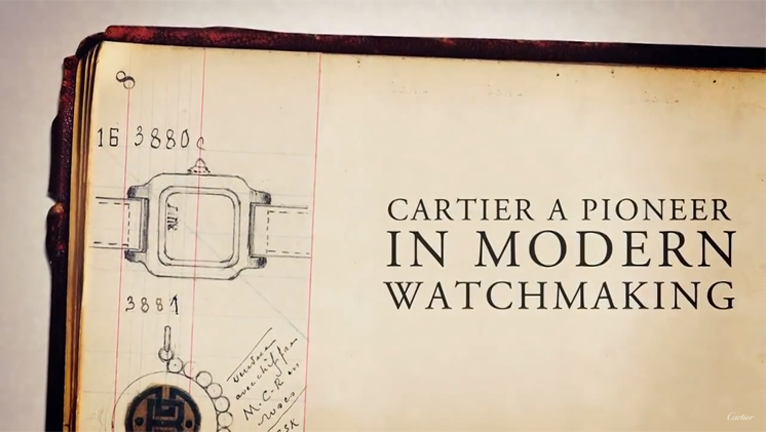 8
16 3880
CARTIER A PIONEER
IN MODERN
WATCHMAKING
3881
M-C-R
Cartier